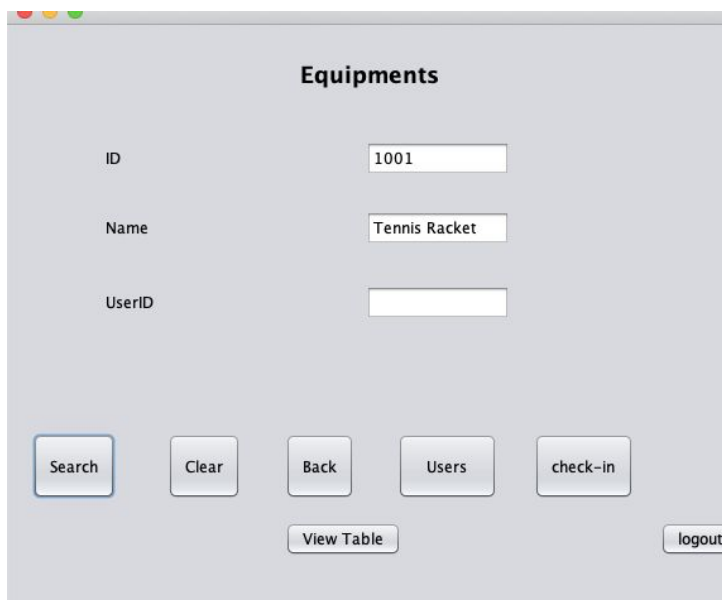 Equipments
ID 1001
Name Tennis Racket
UserID
Search Clear Back Users check-in
View Table logout